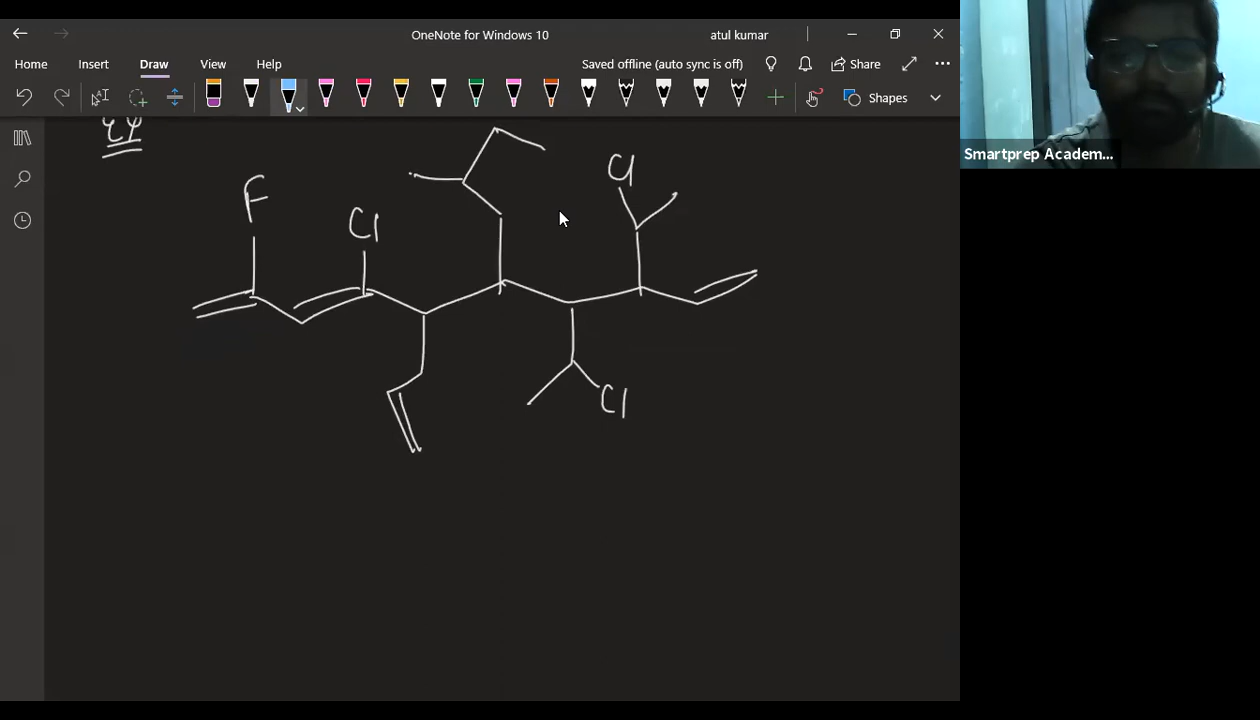 OneNote for Windows 10
atul kumar
Home Insert Draw View Help
Saved offline (auto sync is off)
Share
Shapes
Smartprep Academ...
Cl
F
Cl
Cl